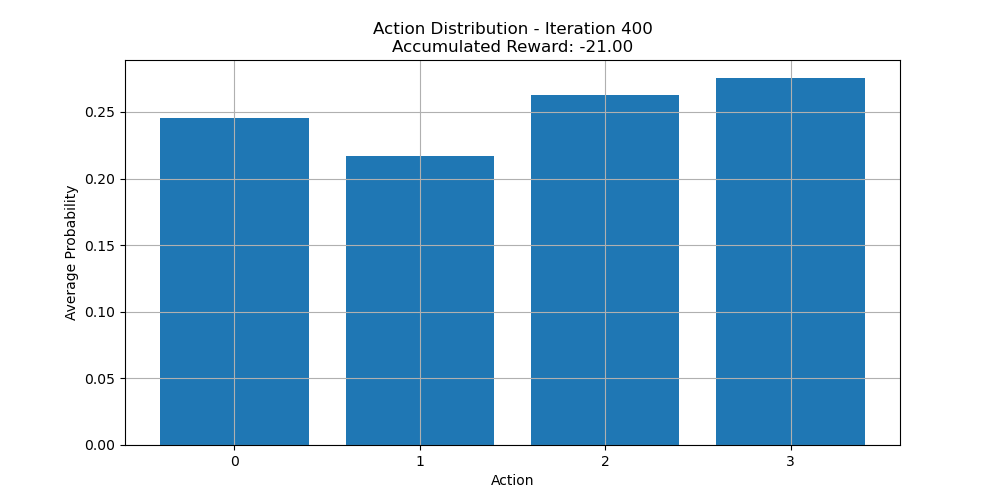 Action Distribution - Iteration 400
Accumulated Reward: -21.00
Average Probability
0.25
0.20
0.15
0.10
0.05
0.00
0 1 2 3
Action